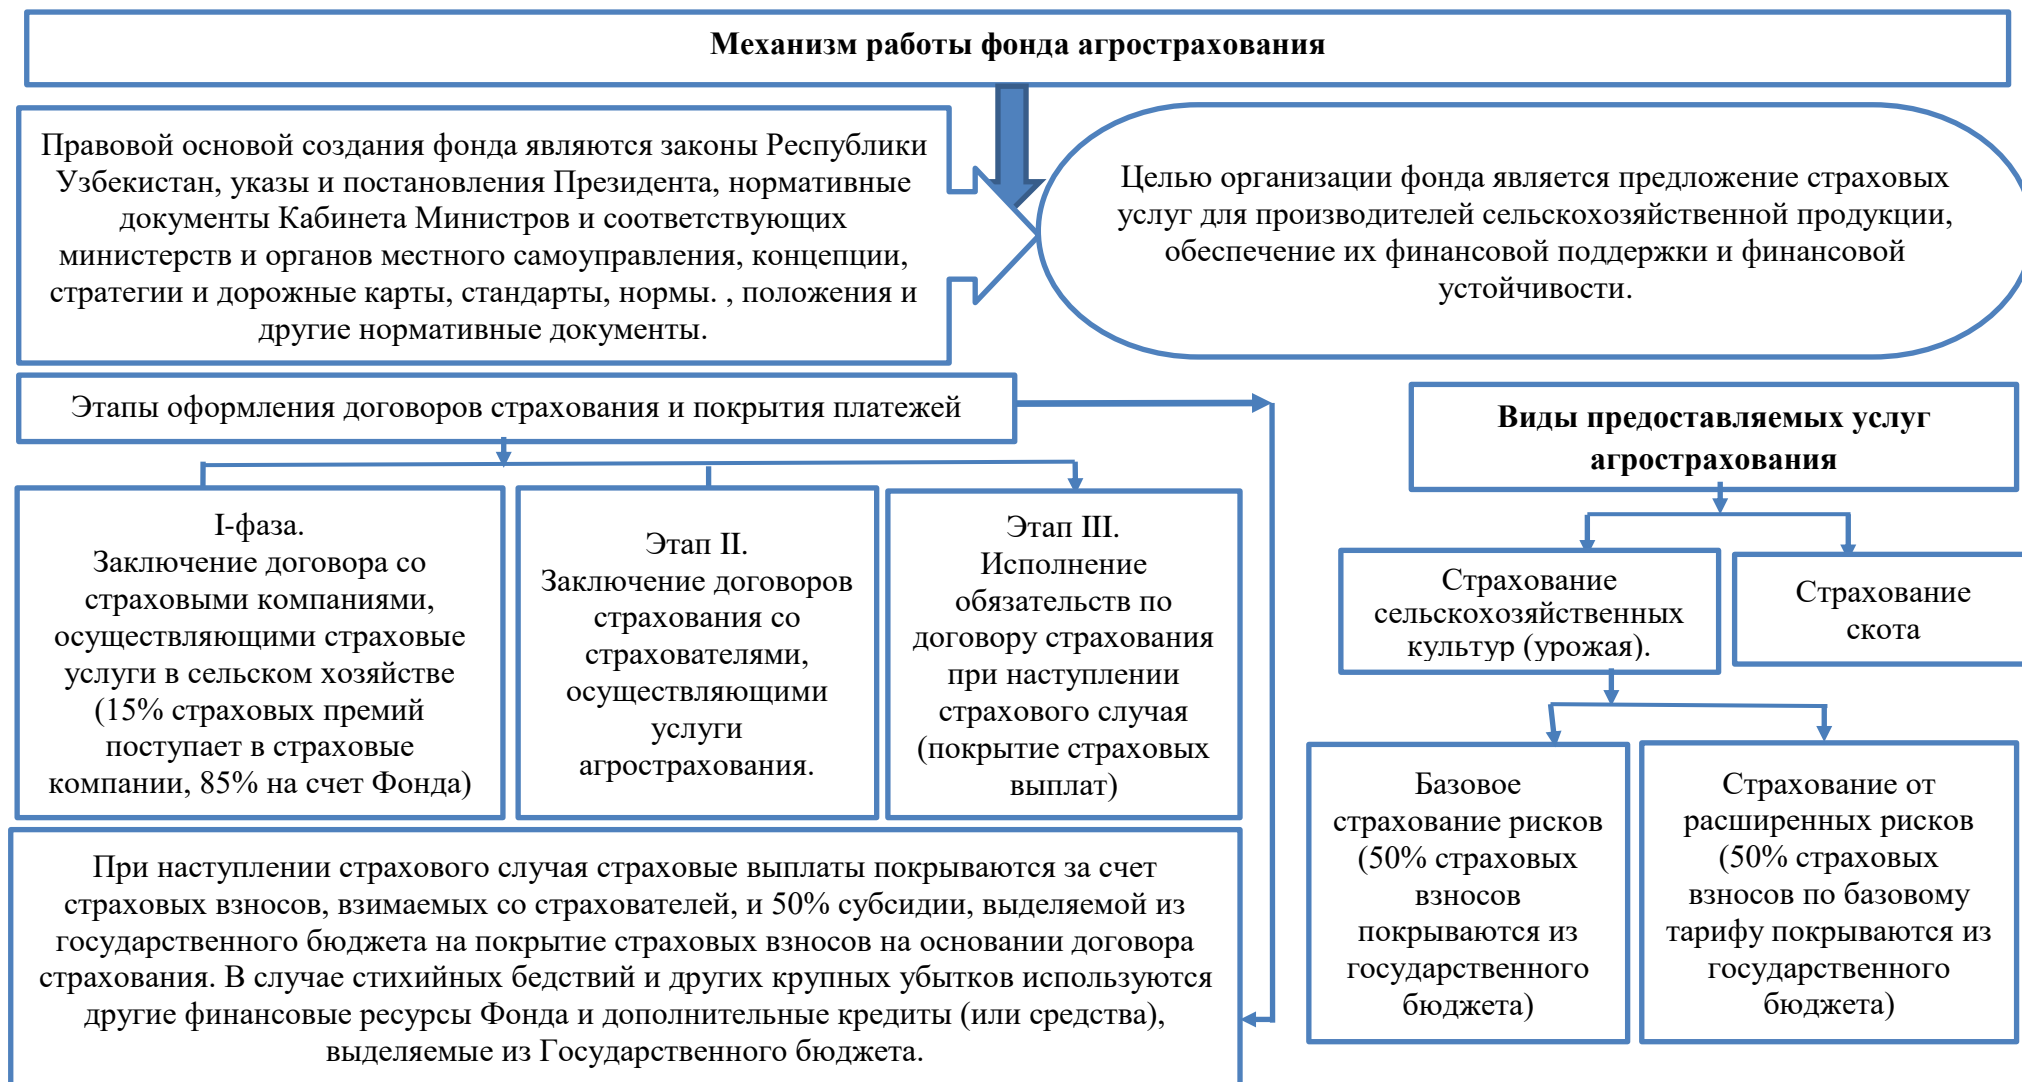 Механизм работы фонда агрострахования
Правовой основой создания фонда являются законы Республики
Узбекистан, указы и постановления Президента, нормативные
документы Кабинета Министров и соответствующих
министерств и органов местного самоуправления, концепции,
стратегии и дорожные карты, стандарты, нормы. , положения и
другие нормативные документы.
Целью организации фонда является предложение страховых
услуг для производителей сельскохозяйственной продукции,
обеспечение их финансовой поддержки и финансовой
устойчивости.
Этапы оформления договоров страхования и покрытия платежей
I-фаза.
Заключение договора со
страховыми компаниями,
осуществляющими страховые
услуги в сельском хозяйстве
(15% страховых премий
поступает в страховые
компании, 85% на счет Фонда)
Этап II.
Заключение договоров
страхования со
страхователями,
осуществляющими
услуги
агрострахования.
Этап III.
Исполнение
обязательств по
договору страхования
при наступлении
страхового случая
(покрытие страховых
выплат)
При наступлении страхового случая страховые выплаты покрываются за счет
страховых взносов, взимаемых со страхователей, и 50% субсидии, выделяемой из
государственного бюджета на покрытие страховых взносов на основании договора
страхования. В случае стихийных бедствий и других крупных убытков используются
другие финансовые ресурсы Фонда и дополнительные кредиты (или средства),
выделяемые из Государственного бюджета.
Виды предоставляемых услуг
агрострахования
Страхование
сельскохозяйственных
культур (урожая).
Страхование
скота
Базовое
страхование рисков
(50% страховых
взносов
покрываются из
государственного
бюджета)
Страхование от
расширенных рисков
(50% страховых
взносов по базовому
тарифу покрываются из
государственного
бюджета)